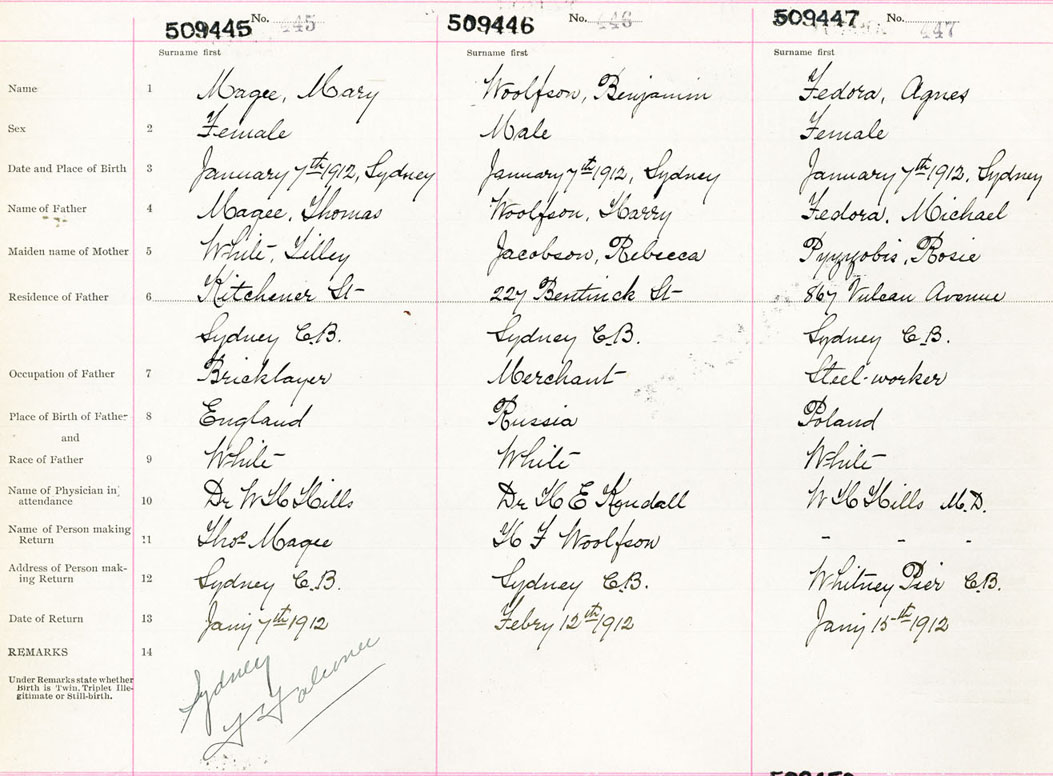 509445 No. 445
509446 No. 446
509447 No. 447
Surname first Surname first Surname first
Name 1 Magee, Mary Woolfson, Benjamin Fedora, Agnes
Sex 2 Female Male Female
Date and Place of Birth 3 January 7th 1912, Sydney January 7th 1912, Sydney January 7th 1912, Sydney
Name of Father 4 Magee, Thomas Woolfson, Harry Fedora, Michael
Maiden name of Mother 5 White, Lilley Jacobson, Rebecca Pyzyobis, Rosie
Residence of Father 6 Kitchener St 227 Bentinck St 867 Vulcan Avenue
Sydney C.B. Sydney C.B. Sydney C.B.
Occupation of Father 7 Bricklayer Merchant Steel-worker
Place of Birth of Father 8 England Russia Poland
and
Race of Father 9 White White White
Name of Physician in attendance 10 Dr W H Hills Dr H E Kendall W H Hills M.D.
Name of Person making Return 11 Thos Magee H F Woolfson - - -
Address of Person making Return 12 Sydney C.B. Sydney C.B. Whitney Pier C.B.
Date of Return 13 Jany 7th 1912 Febry 12th 1912 Jany 15th 1912
REMARKS 14
Under Remarks state whether
Birth is Twin, Triplet Ille-
gitimate or Still-birth.
Sydney
Falconer